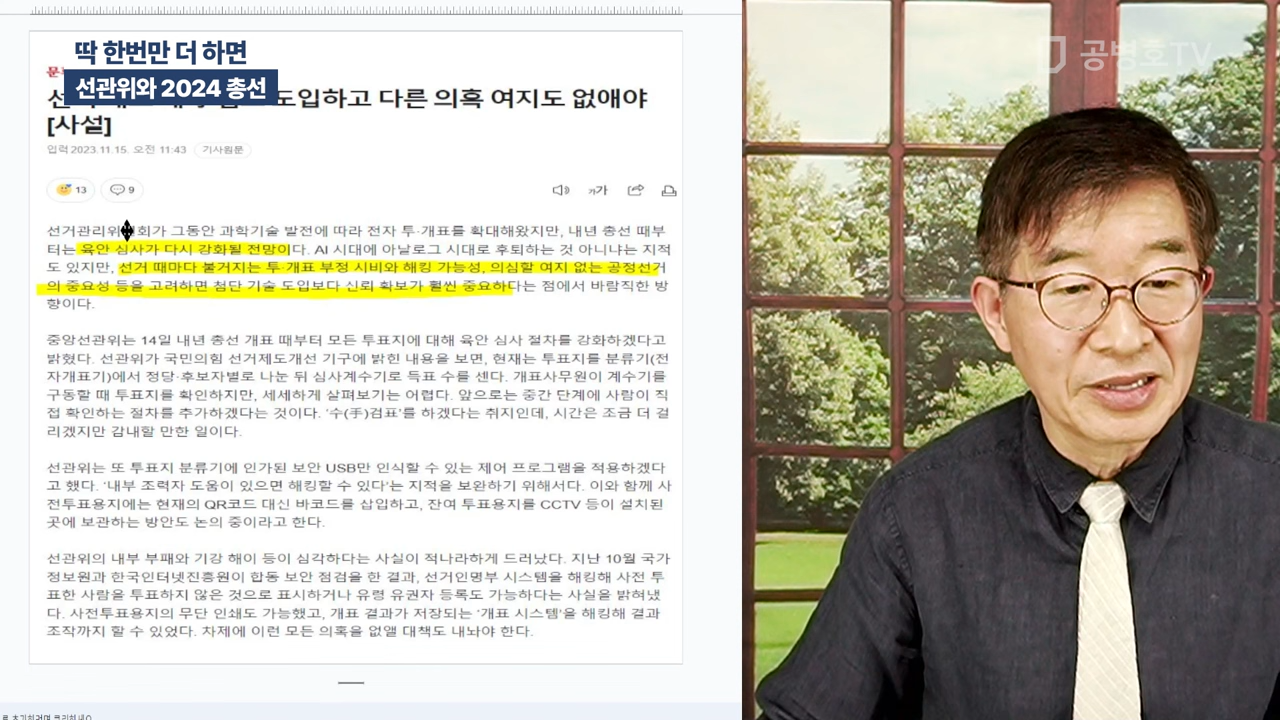 딱 한번만 더 하면
선관위와 2024 총선
공병호TV
도입하고 다른 의혹 여지도 없애야
[사설]
입력 2023.11.15. 오전 11:43 기사원문
13 9 가가
선거관리위 회가 그동안 과학기술 발전에 따라 전자 투·개표를 확대해왔지만, 내년 총선 때부
터는 육안 심사가 다시 강화될 전망이다. AI 시대에 아날로그 시대로 후퇴하는 것 아니냐는 지적
도 있지만, 선거 때마다 불거지는 투·개표 부정 시비와 해킹 가능성, 의심할 여지 없는 공정선거
의 중요성 등을 고려하면 첨단 기술 도입보다 신뢰 확보가 훨씬 중요하다는 점에서 바람직한 방
향이다.
중앙선관위는 14일 내년 총선 개표 때부터 모든 투표지에 대해 육안 심사 절차를 강화하겠다고
밝혔다. 선관위가 국민의힘 선거제도개선 기구에 밝힌 내용을 보면, 현재는 투표지를 분류기(전
자개표기)에서 정당·후보자별로 나눈 뒤 심사계수기로 득표 수를 센다. 개표사무원이 계수기를
구동할 때 투표지를 확인하지만, 세세하게 살펴보기는 어렵다. 앞으로는 중간 단계에 사람이 직
접 확인하는 절차를 추가하겠다는 것이다. ‘수(手)검표’를 하겠다는 취지인데, 시간은 조금 더 걸
리겠지만 감내할 만한 일이다.
선관위는 또 투표지 분류기에 인가된 보안 USB만 인식할 수 있는 제어 프로그램을 적용하겠다
고 했다. ‘내부 조력자 도움이 있으면 해킹할 수 있다’는 지적을 보완하기 위해서다. 이와 함께 사
전투표용지에는 현재의 QR코드 대신 바코드를 삽입하고, 잔여 투표용지를 CCTV 등이 설치된
곳에 보관하는 방안도 논의 중이라고 한다.
선관위의 내부 부패와 기강 해이 등이 심각하다는 사실이 적나라하게 드러났다. 지난 10월 국가
정보원과 한국인터넷진흥원이 합동 보안 점검을 한 결과, 선거인명부 시스템을 해킹해 사전 투
표한 사람을 투표하지 않은 것으로 표시하거나 유령 유권자 등록도 가능하다는 사실을 밝혀냈
다. 사전투표용지의 무단 인쇄도 가능했고, 개표 결과가 저장되는 ‘개표 시스템’을 해킹해 결과
조작까지 할 수 있었다. 차제에 이런 모든 의혹을 없앨 대책도 내놔야 한다.